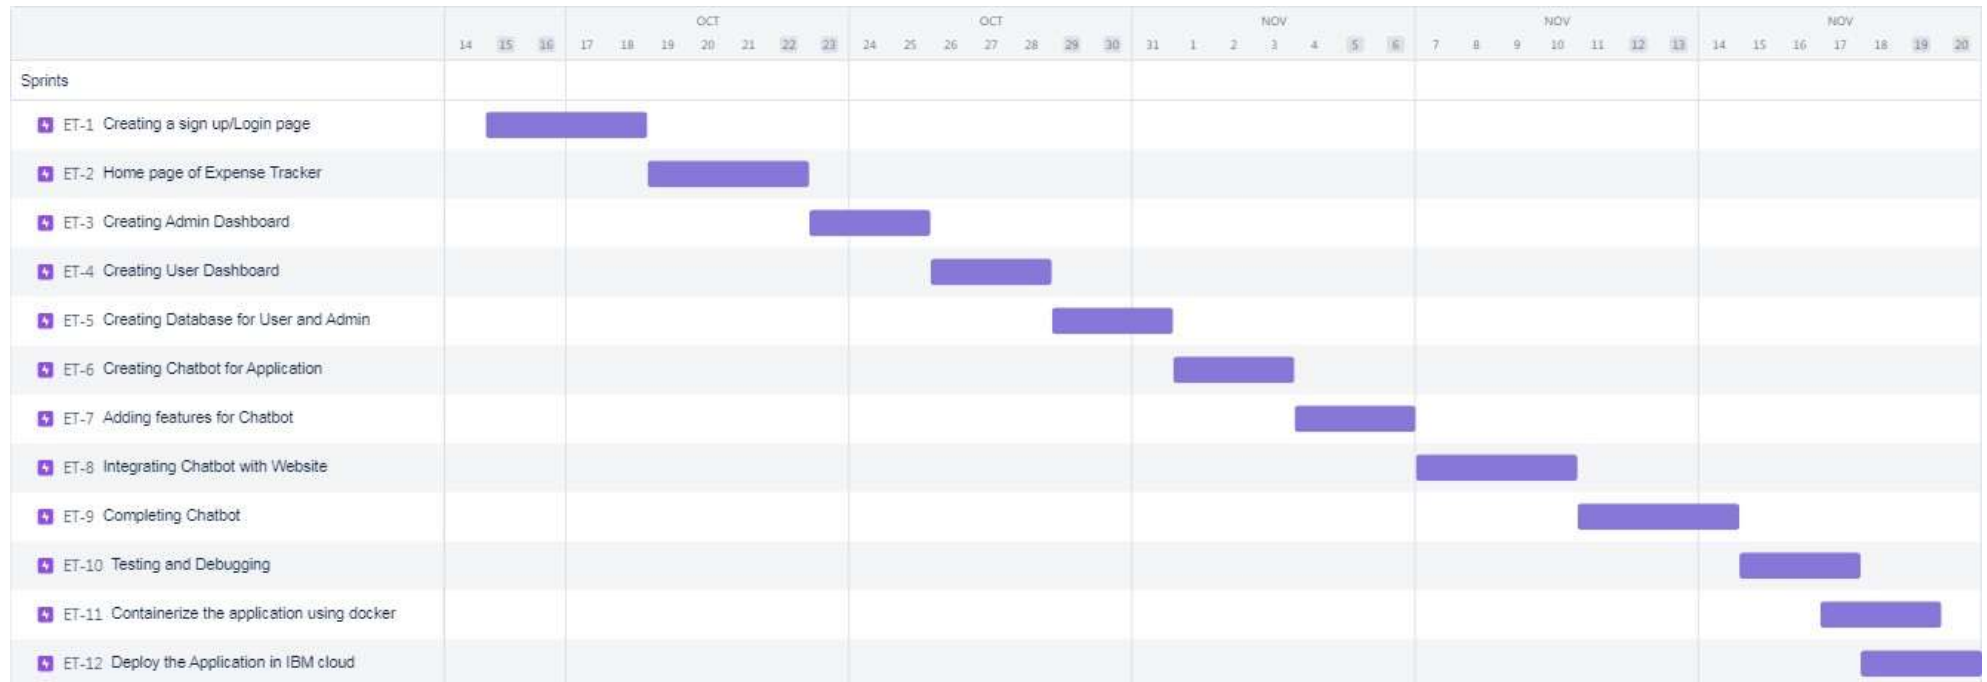 OCT OCT NOV NOV NOV
14 15 16 17 18 19 20 21 22 23 24 25 26 27 28 29 30 31 1 2 3 4 5 6 7 8 9 10 11 12 13 14 15 16 17 18 19 20
Sprints
ET-1 Creating a sign up/Login page
ET-2 Home page of Expense Tracker
ET-3 Creating Admin Dashboard
ET-4 Creating User Dashboard
ET-5 Creating Database for User and Admin
ET-6 Creating Chatbot for Application
ET-7 Adding features for Chatbot
ET-8 Integrating Chatbot with Website
ET-9 Completing Chatbot
ET-10 Testing and Debugging
ET-11 Containerize the application using docker
ET-12 Deploy the Application in IBM cloud